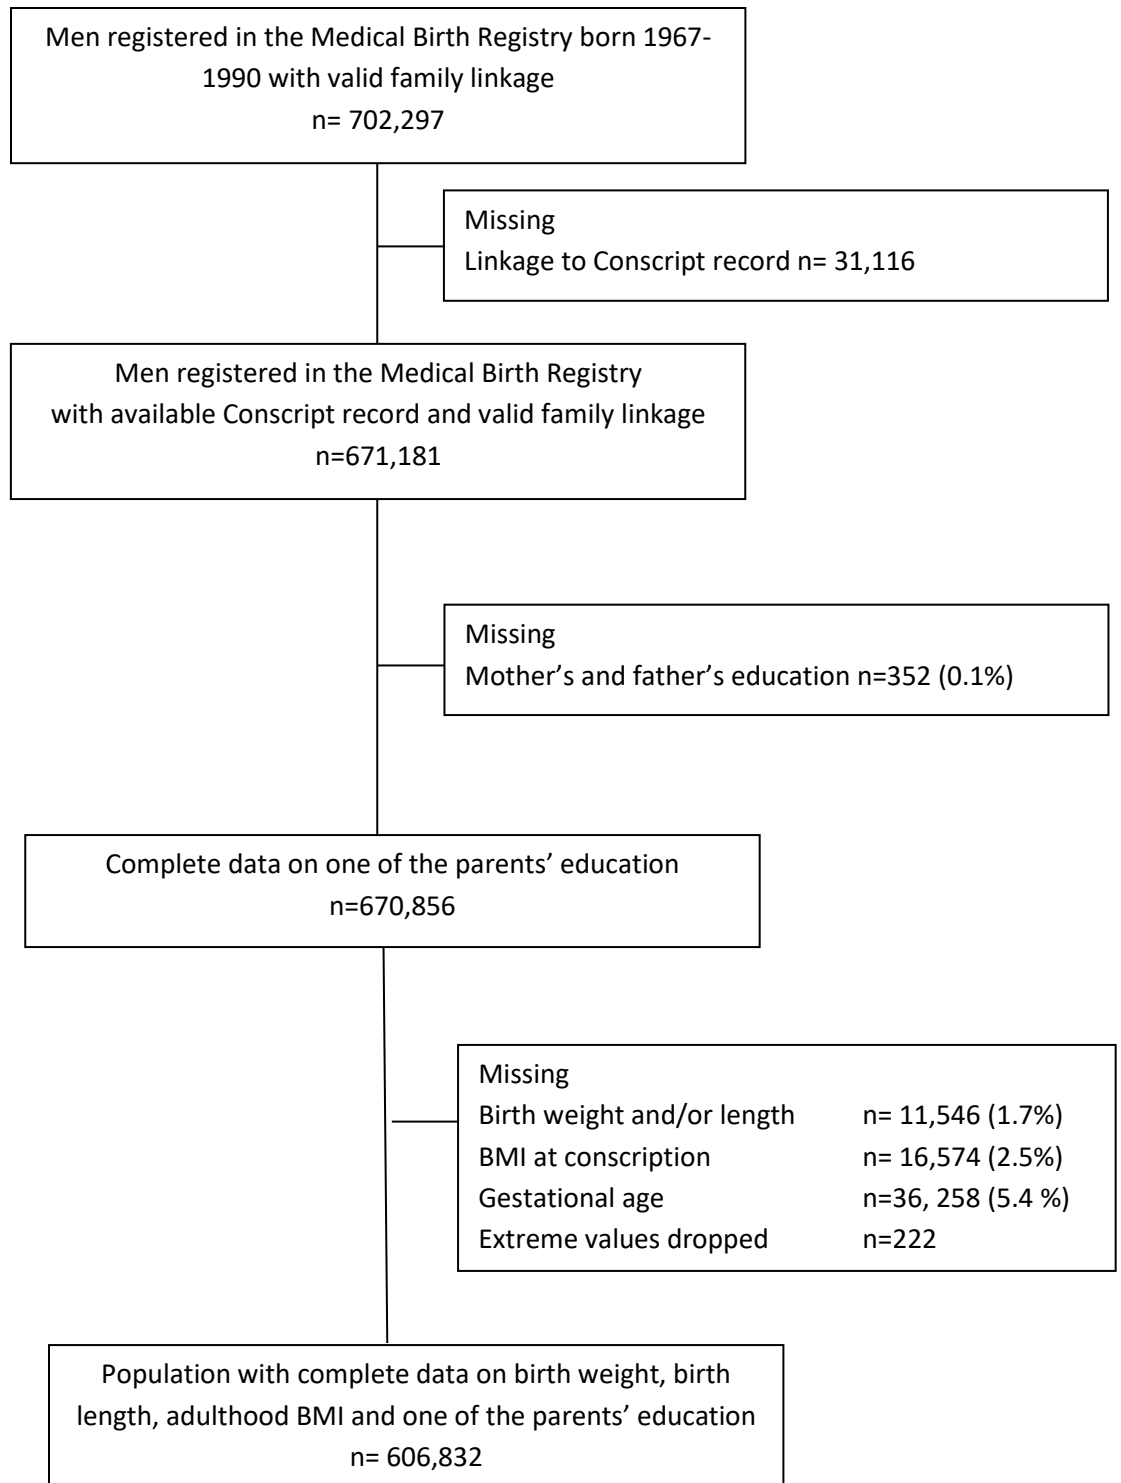 Men registered in the Medical Birth Registry born 1967-
1990 with valid family linkage
n= 702,297
Missing
Linkage to Conscript record n= 31,116
Men registered in the Medical Birth Registry
with available Conscript record and valid family linkage
n=671,181
Missing
Mother’s and father’s education n=352 (0.1%)
Complete data on one of the parents’ education
n=670,856
Missing
Birth weight and/or length n= 11,546 (1.7%)
BMI at conscription n= 16,574 (2.5%)
Gestational age n=36, 258 (5.4 %)
Extreme values dropped n=222
Population with complete data on birth weight, birth
length, adulthood BMI and one of the parents’ education
n= 606,832